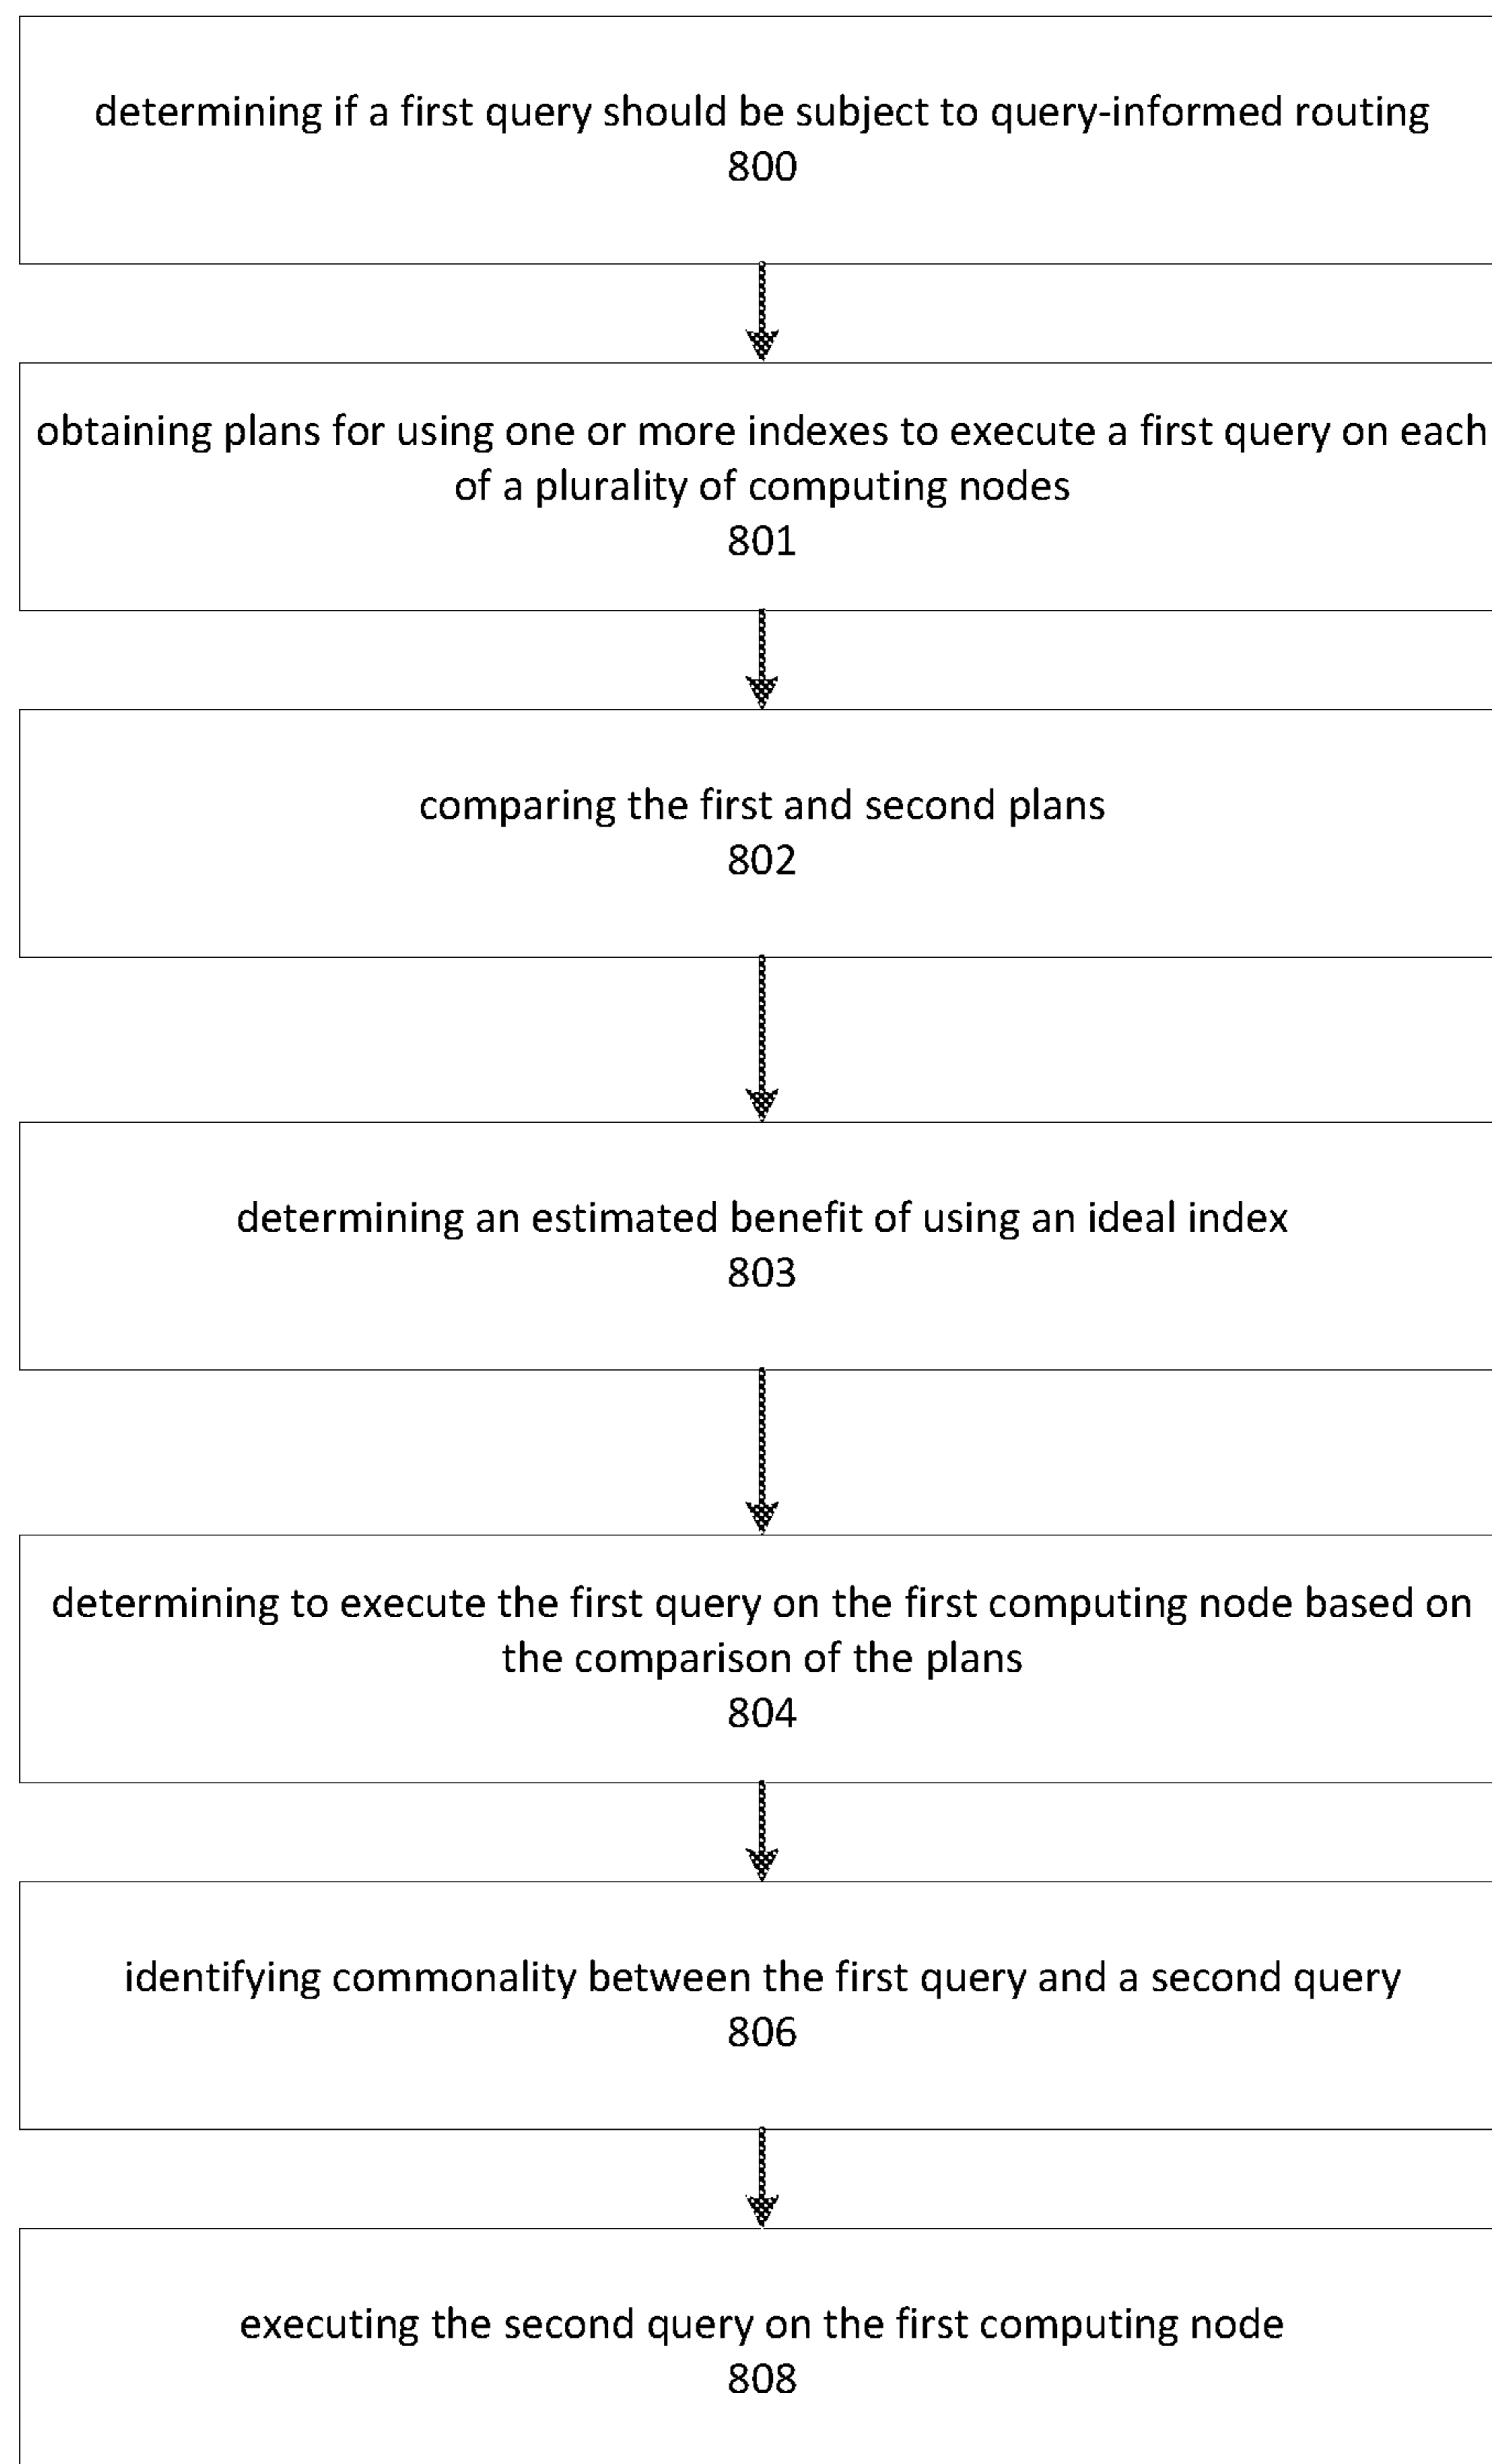 determining if a first query should be subject to query-informed routing
800
obtaining plans for using one or more indexes to execute a first query on each
of a plurality of computing nodes
801
comparing the first and second plans
802
determining an estimated benefit of using an ideal index
803
determining to execute the first query on the first computing node based on
the comparison of the plans
804
identifying commonality between the first query and a second query
806
executing the second query on the first computing node
808